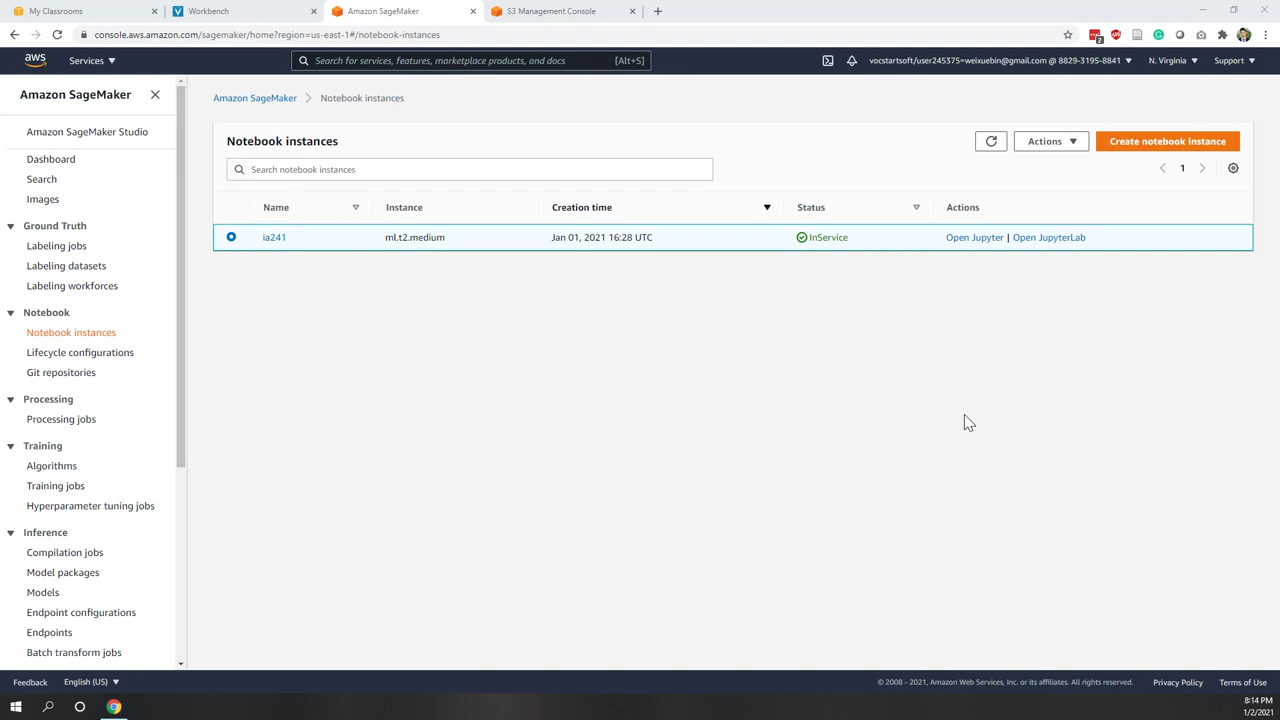 My Classrooms
Workbench
Amazon SageMaker
S3 Management Console
console.aws.amazon.com/sagemaker/home?region=us-east-1#/notebook-instances
2
aws
Services
Search for services, features, marketplace products, and docs
[Alt+S]
vocstartsoft/user245375=weixuebin@gmail.com @ 8829-3195-8841
N. Virginia
Support
Amazon SageMaker
Amazon SageMaker Studio
Dashboard
Search
Images
Ground Truth
Labeling jobs
Labeling datasets
Labeling workforces
Notebook
Notebook instances
Lifecycle configurations
Git repositories
Processing
Processing jobs
Training
Algorithms
Training jobs
Hyperparameter tuning jobs
Inference
Compilation jobs
Model packages
Models
Endpoint configurations
Endpoints
Batch transform jobs
Amazon SageMaker
Notebook instances
Notebook instances
Actions
Create notebook instance
Search notebook instances
1
Name
Instance
Creation time
Status
Actions
ia241
ml.t2.medium
Jan 01, 2021 16:28 UTC
InService
Open Jupyter | Open JupyterLab
Feedback
English (US)
© 2008 - 2021, Amazon Web Services, Inc. or its affiliates. All rights reserved.
Privacy Policy
Terms of Use
8:14 PM
1/2/2021